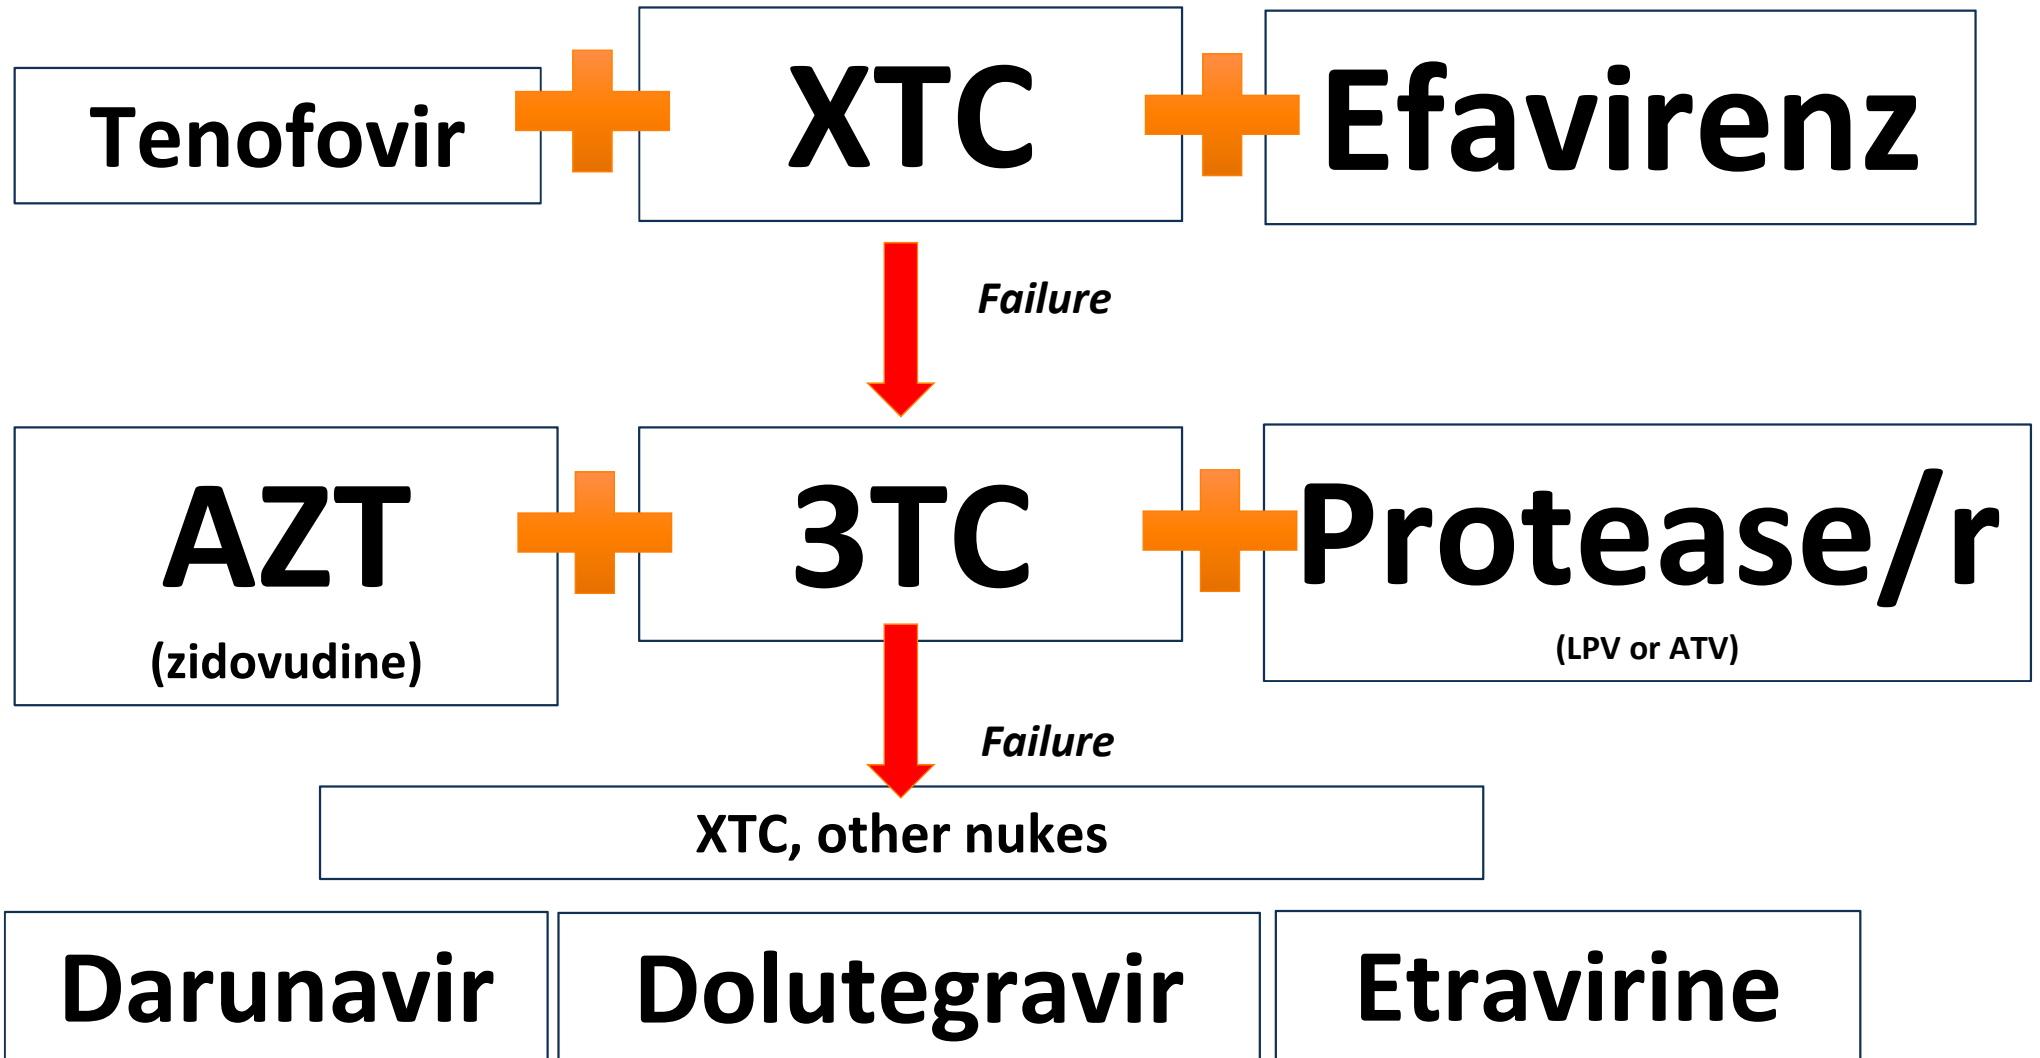 Tenofovir
XTC
Efavirenz
Failure
AZT
(zidovudine)
3TC
Protease/r
(LPV or ATV)
Failure
XTC, other nukes
Darunavir
Dolutegravir
Etravirine